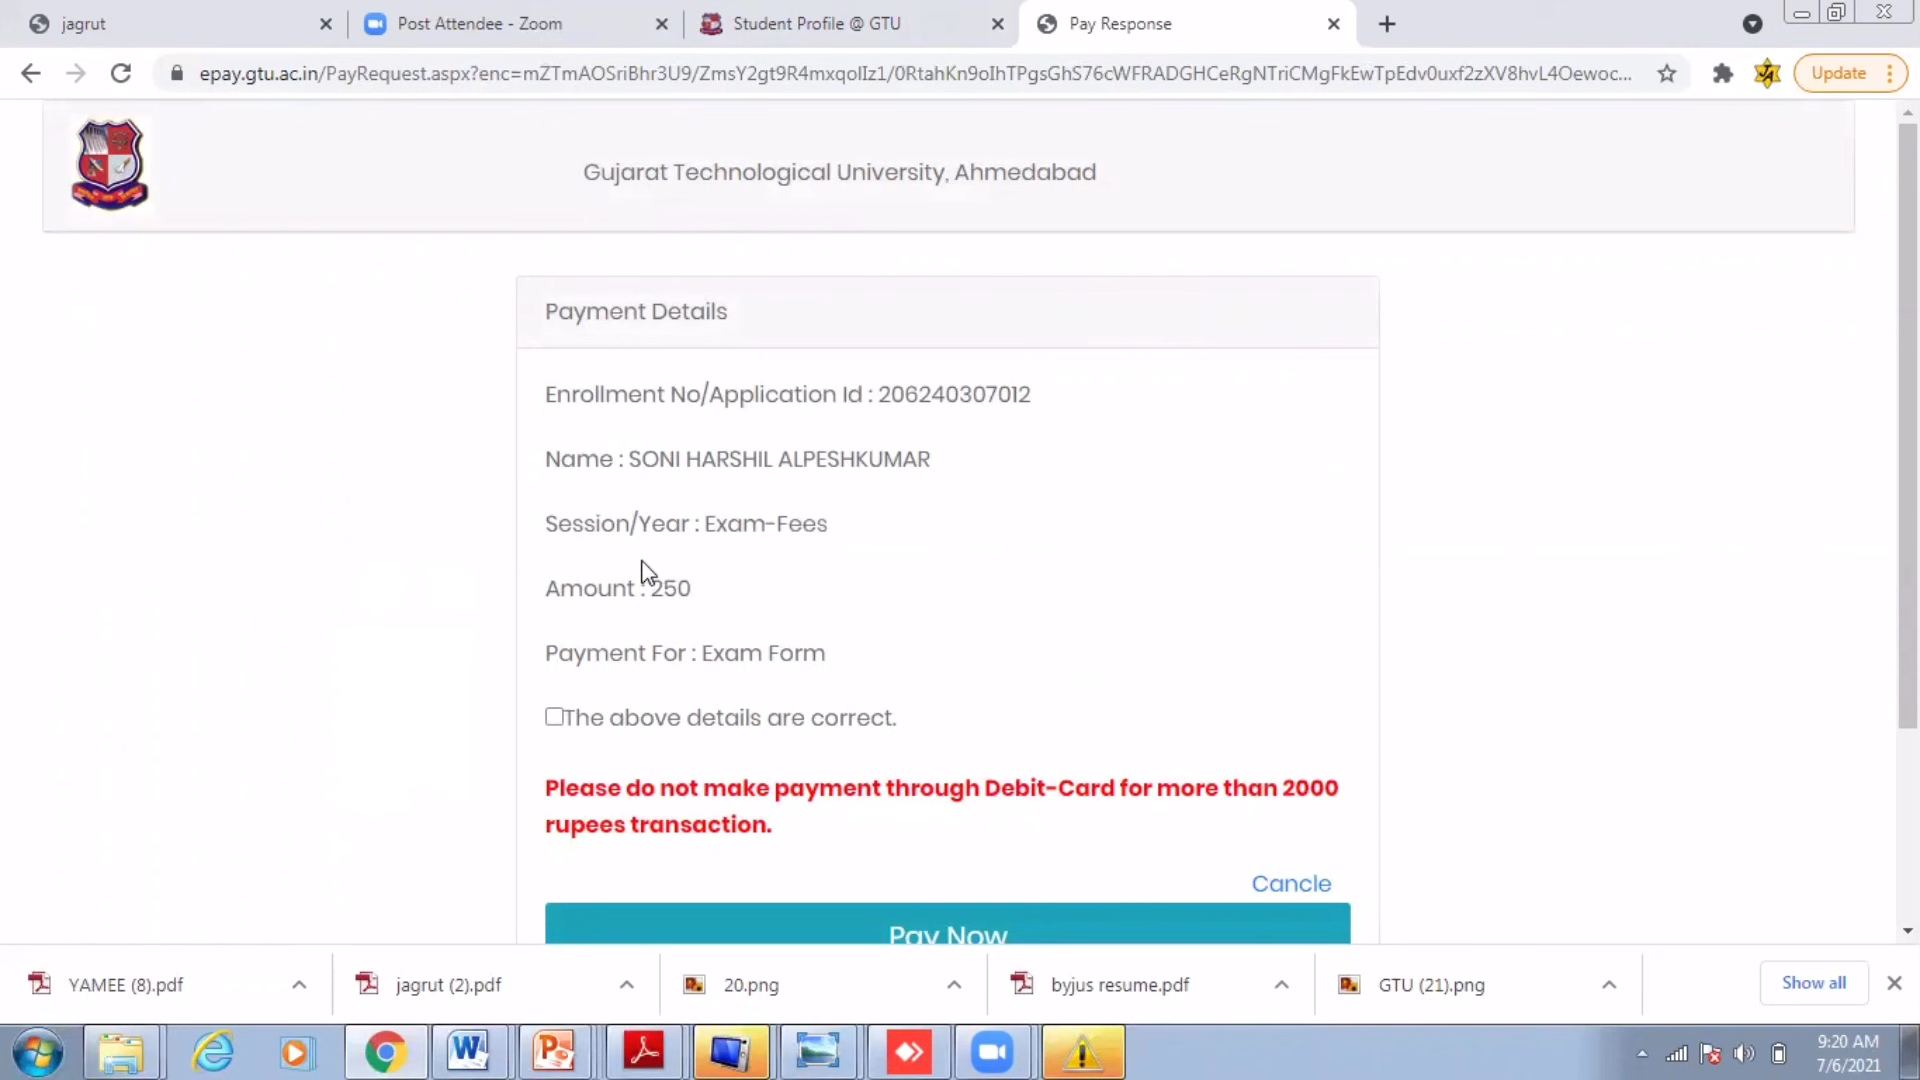 jagrut
Post Attendee - Zoom
Student Profile @ GTU
Pay Response
epay.gtu.ac.in/PayRequest.aspx?enc=mZTmAOSriBhr3U9/ZmsY2gt9R4mxqolIz1/0RtahKn9oIhTPgsGhS76cWFRADGHCeRgNTriCMgFkEwTpEdv0uxf2zXV8hvL4Oewoc...
Update
Gujarat Technological University, Ahmedabad
Payment Details
Enrollment No/Application Id : 206240307012
Name : SONI HARSHIL ALPESHKUMAR
Session/Year : Exam-Fees
Amount : 250
Payment For : Exam Form
The above details are correct.
Please do not make payment through Debit-Card for more than 2000
rupees transaction.
Cancle
Pay Now
YAMEE (8).pdf
jagrut (2).pdf
20.png
byjus resume.pdf
GTU (21).png
Show all
9:20 AM
7/6/2021